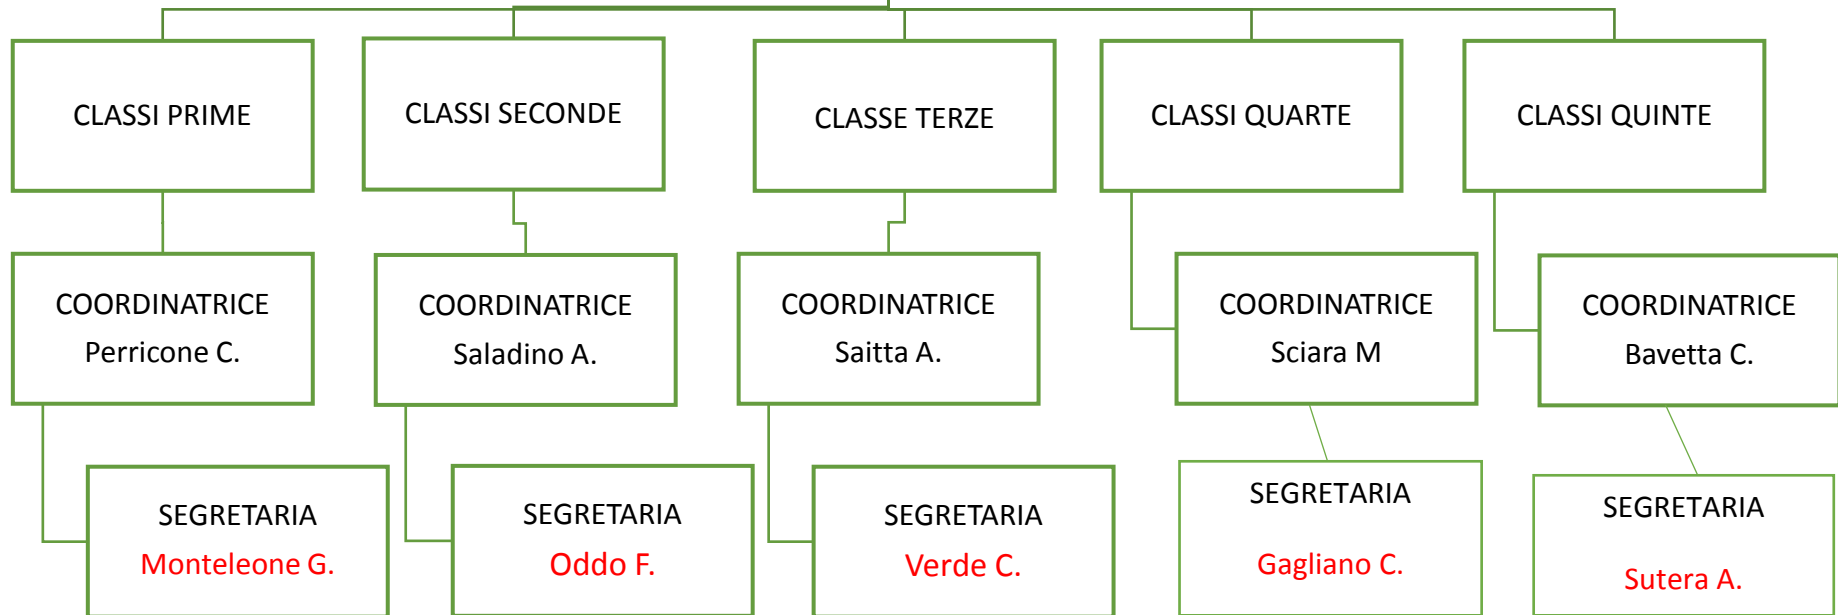 CLASSI PRIME
CLASSI SECONDE
CLASSE TERZE
CLASSI QUARTE
CLASSI QUINTE
COORDINATRICE
Perricone C.
COORDINATRICE
Saladino A.
COORDINATRICE
Saitta A.
COORDINATRICE
Sciara M
COORDINATRICE
Bavetta C.
SEGRETARIA
Monteleone G.
SEGRETARIA
Oddo F.
SEGRETARIA
Verde C.
SEGRETARIA
Gagliano C.
SEGRETARIA
Sutera A.